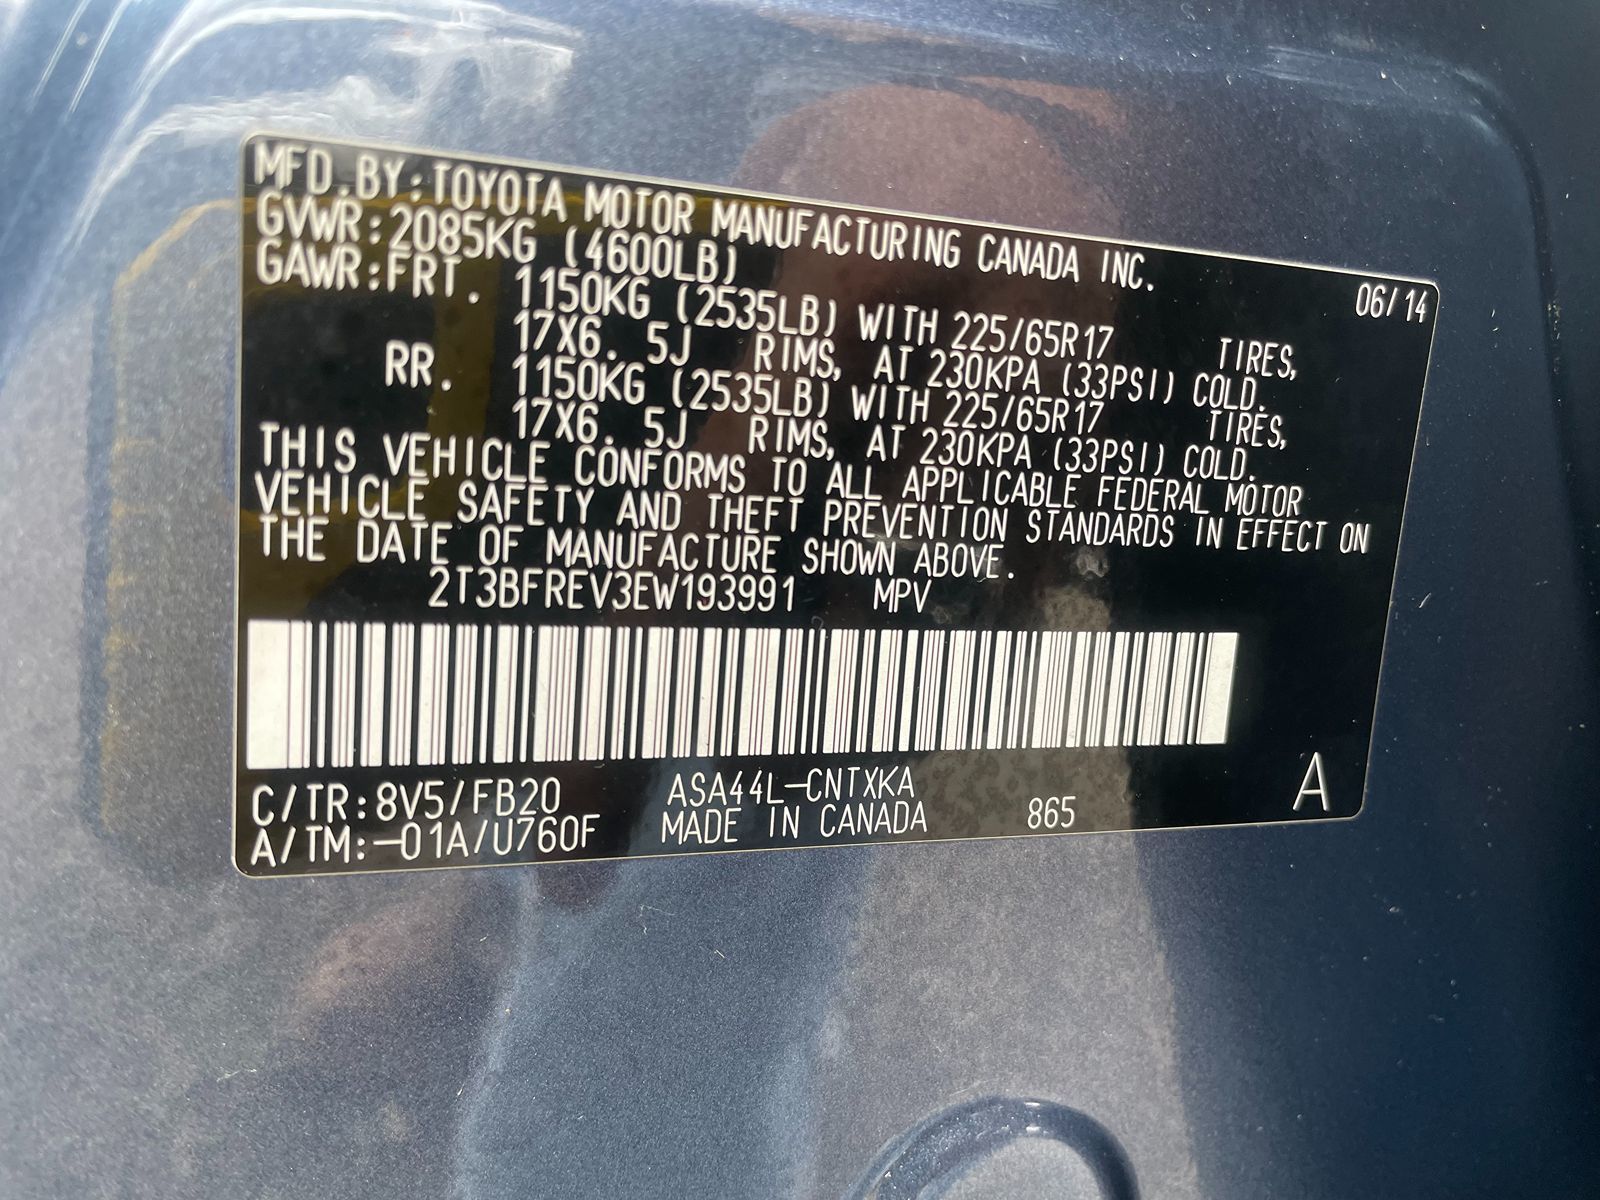 MFD.BY:TOYOTA MOTOR MANUFACTURING CANADA INC.
GVWR:2085KG (4600LB) 06/14
GAWR:FRT. 1150KG (2535LB) WITH 225/65R17 TIRES,
17X6. 5J RIMS, AT 230KPA (33PSI) COLD.
RR. 1150KG (2535LB) WITH 225/65R17 TIRES,
17X6. 5J RIMS, AT 230KPA (33PSI) COLD.
THIS VEHICLE CONFORMS TO ALL APPLICABLE FEDERAL MOTOR
VEHICLE SAFETY AND THEFT PREVENTION STANDARDS IN EFFECT ON
THE DATE OF MANUFACTURE SHOWN ABOVE.
2T3BFREV3EW193991 MPV
C/TR:8V5/FB20 ASA44L-CNTXKA A
A/TM:-01A/U760F MADE IN CANADA 865